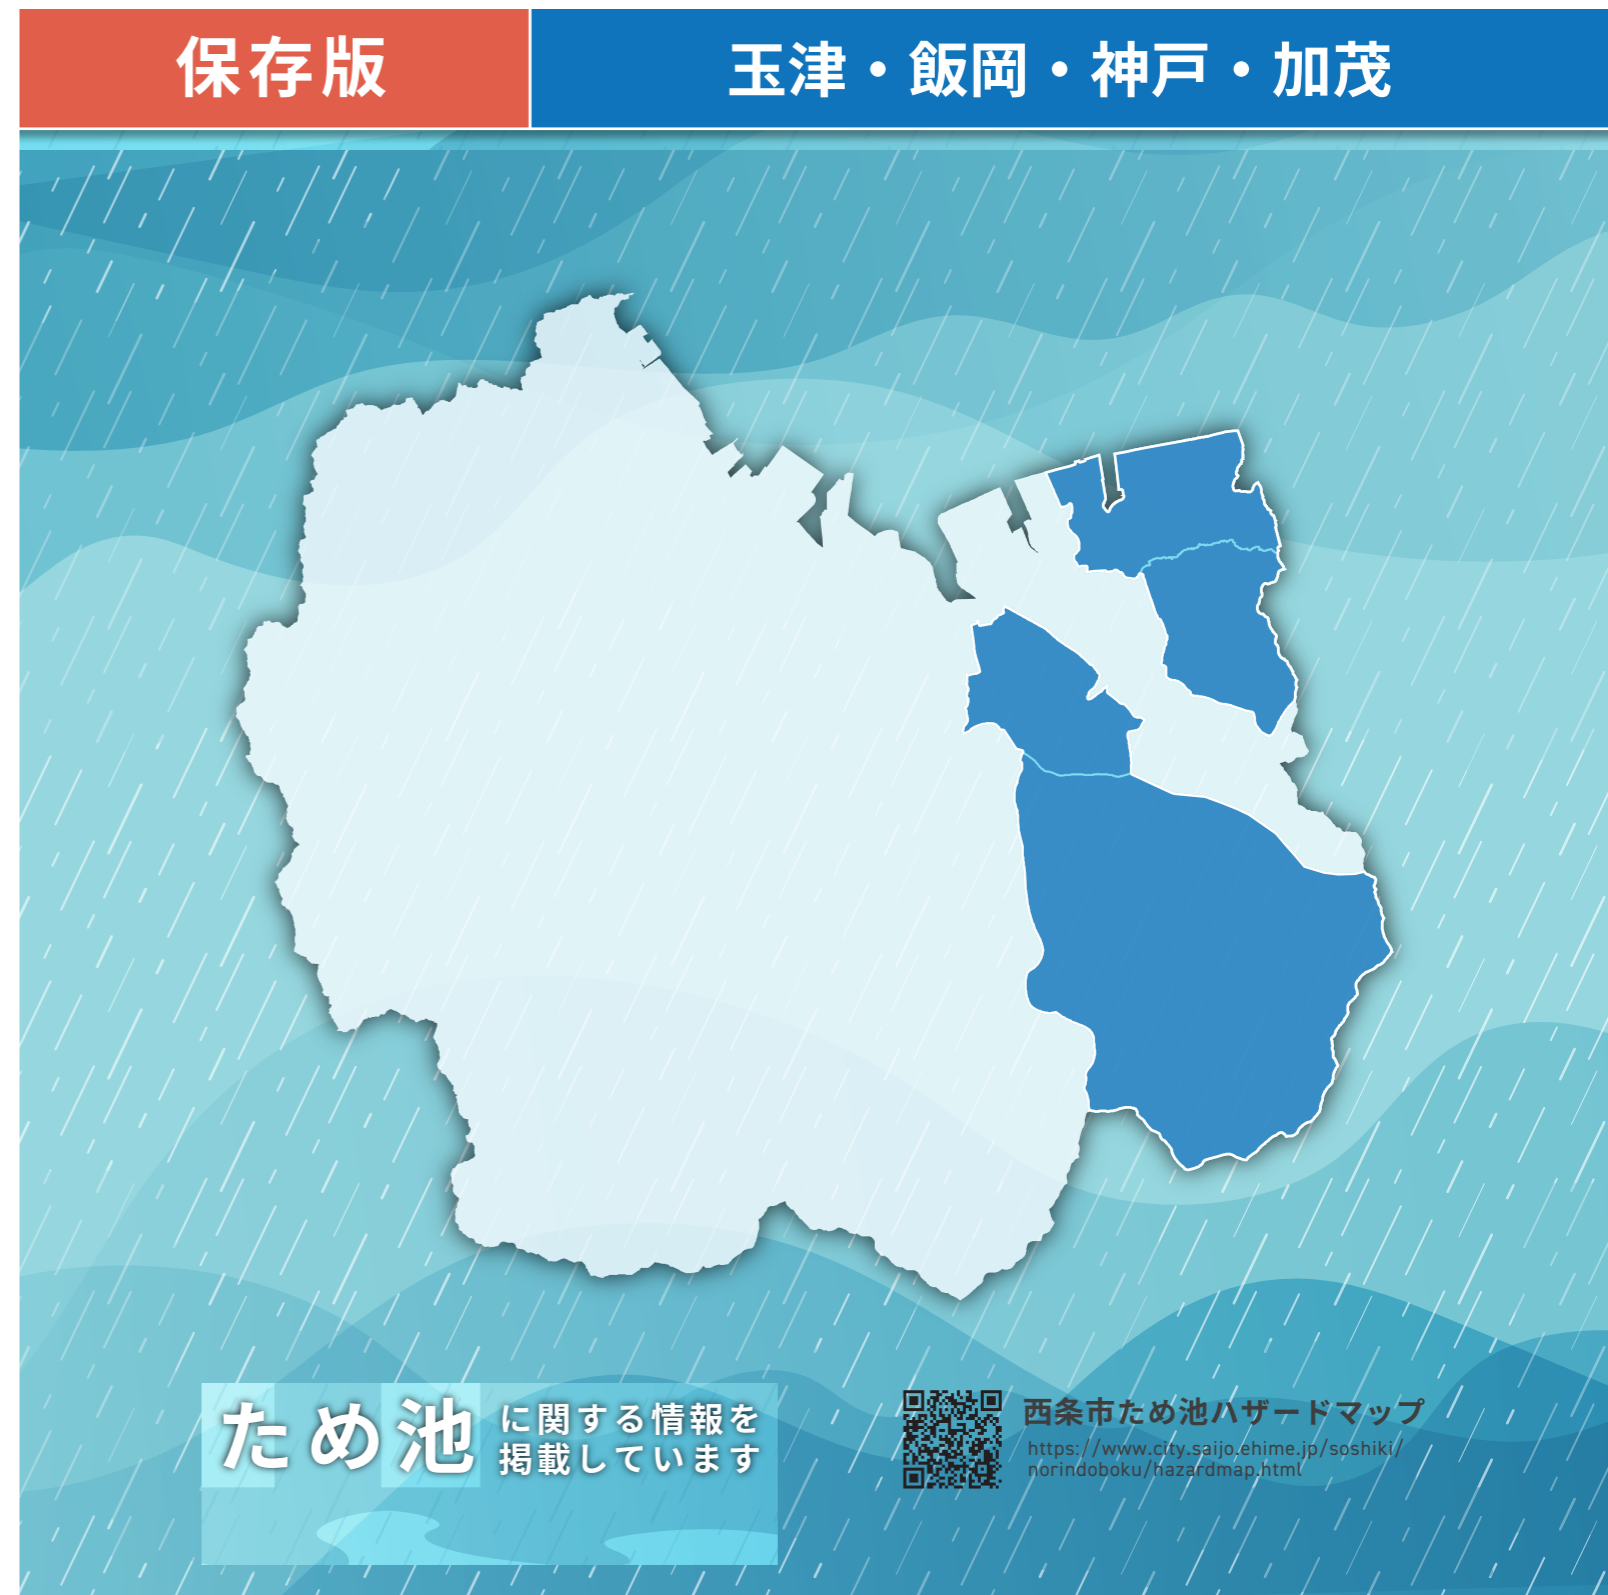 保存版
玉津・飯岡・神戸・加茂
ため池に関する情報を
掲載しています
西条市ため池ハザードマップ
https://www.city.saijo.ehime.jp/soshiki/
norindoboku/hazardmap.html